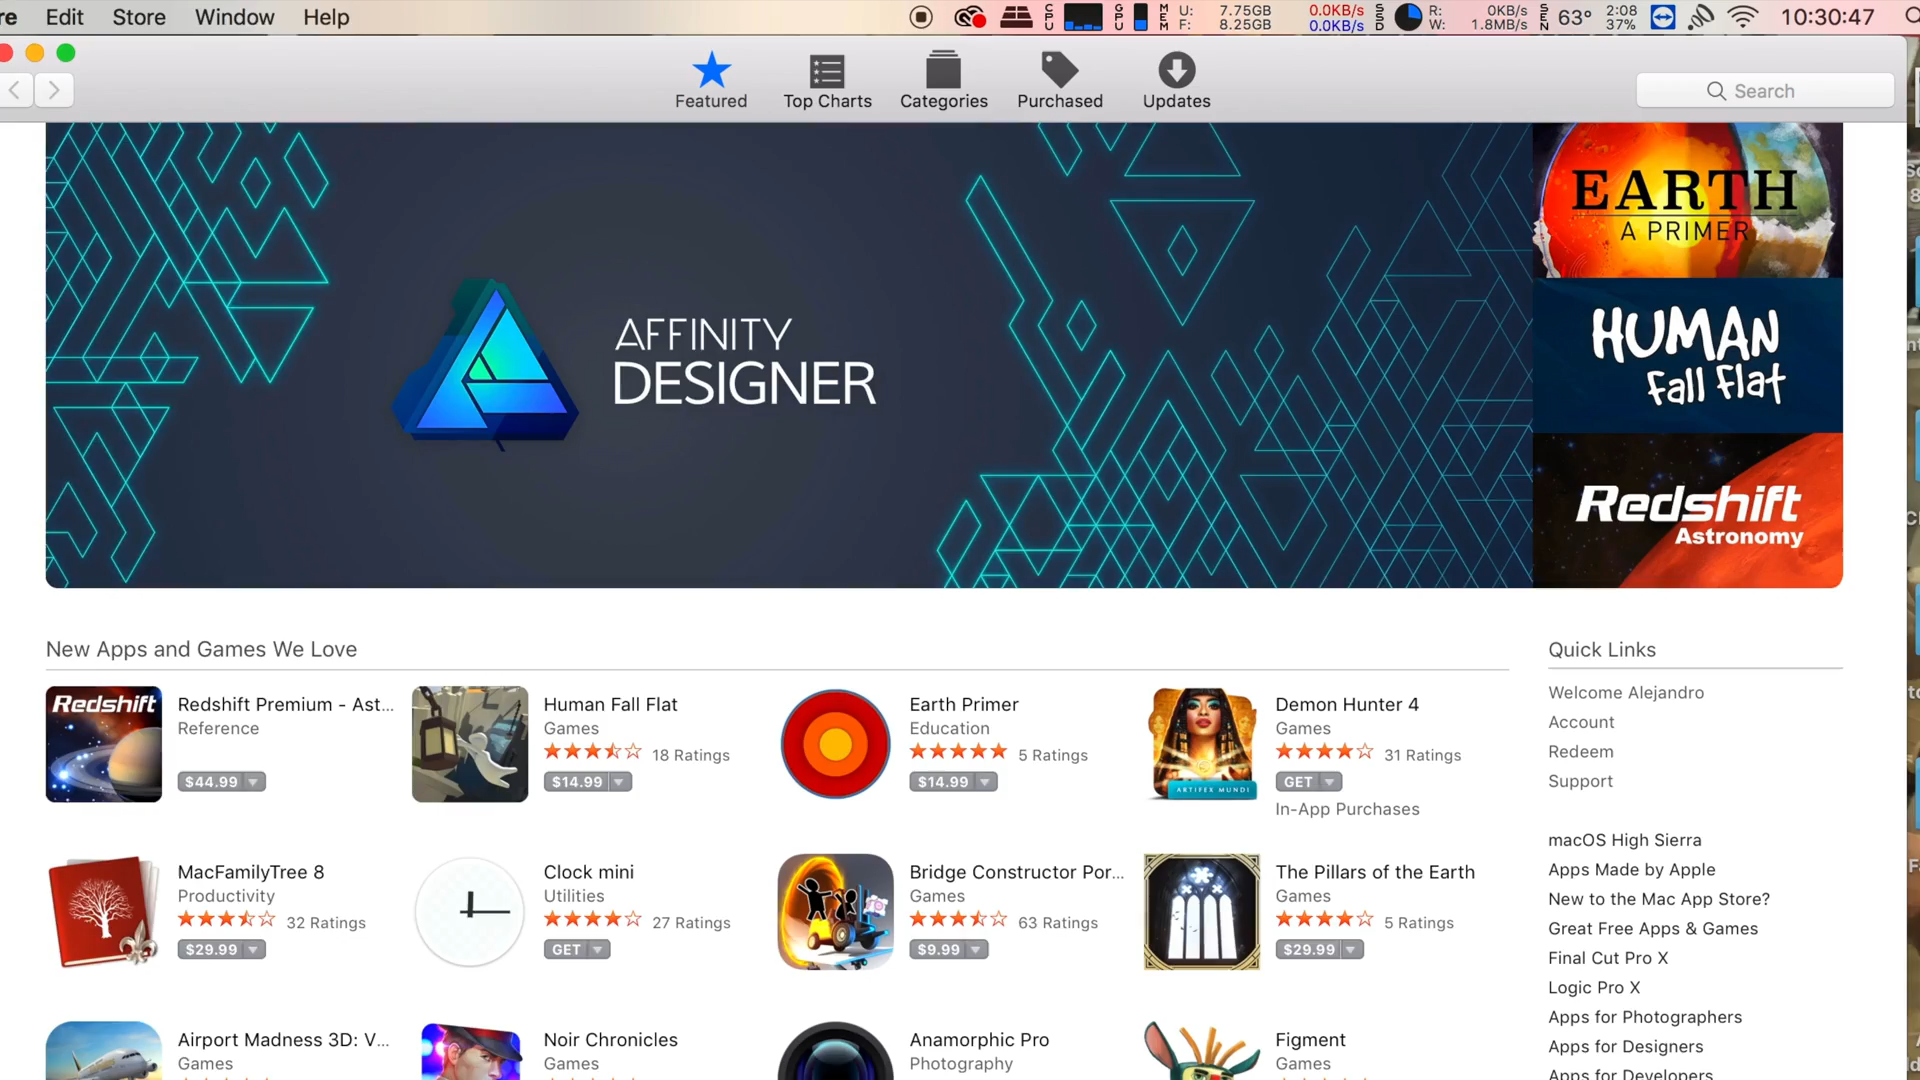 re Edit Store Window Help
CPU GPU MEM U: 7.75GB 0.0KB/s SSD R: 0KB/s SEN 63° 2:08 10:30:47
F: 8.25GB 0.0KB/s W: 1.8MB/s 37%
Featured Top Charts Categories Purchased Updates
Search
AFFINITY
DESIGNER
EARTH
A PRIMER
HUMAN
fall flat
Redshift
Astronomy
New Apps and Games We Love
Redshift
Redshift Premium - Ast...
Reference
$44.99
Human Fall Flat
Games
18 Ratings
$14.99
Earth Primer
Education
5 Ratings
$14.99
ARTIFEX MUNDI
Demon Hunter 4
Games
31 Ratings
GET
In-App Purchases
MacFamilyTree 8
Productivity
32 Ratings
$29.99
Clock mini
Utilities
27 Ratings
GET
Bridge Constructor Por...
Games
63 Ratings
$9.99
The Pillars of the Earth
Games
5 Ratings
$29.99
Airport Madness 3D: V...
Games
Noir Chronicles
Games
Anamorphic Pro
Photography
Figment
Games
Quick Links
Welcome Alejandro
Account
Redeem
Support
macOS High Sierra
Apps Made by Apple
New to the Mac App Store?
Great Free Apps & Games
Final Cut Pro X
Logic Pro X
Apps for Photographers
Apps for Designers
Apps for Developers